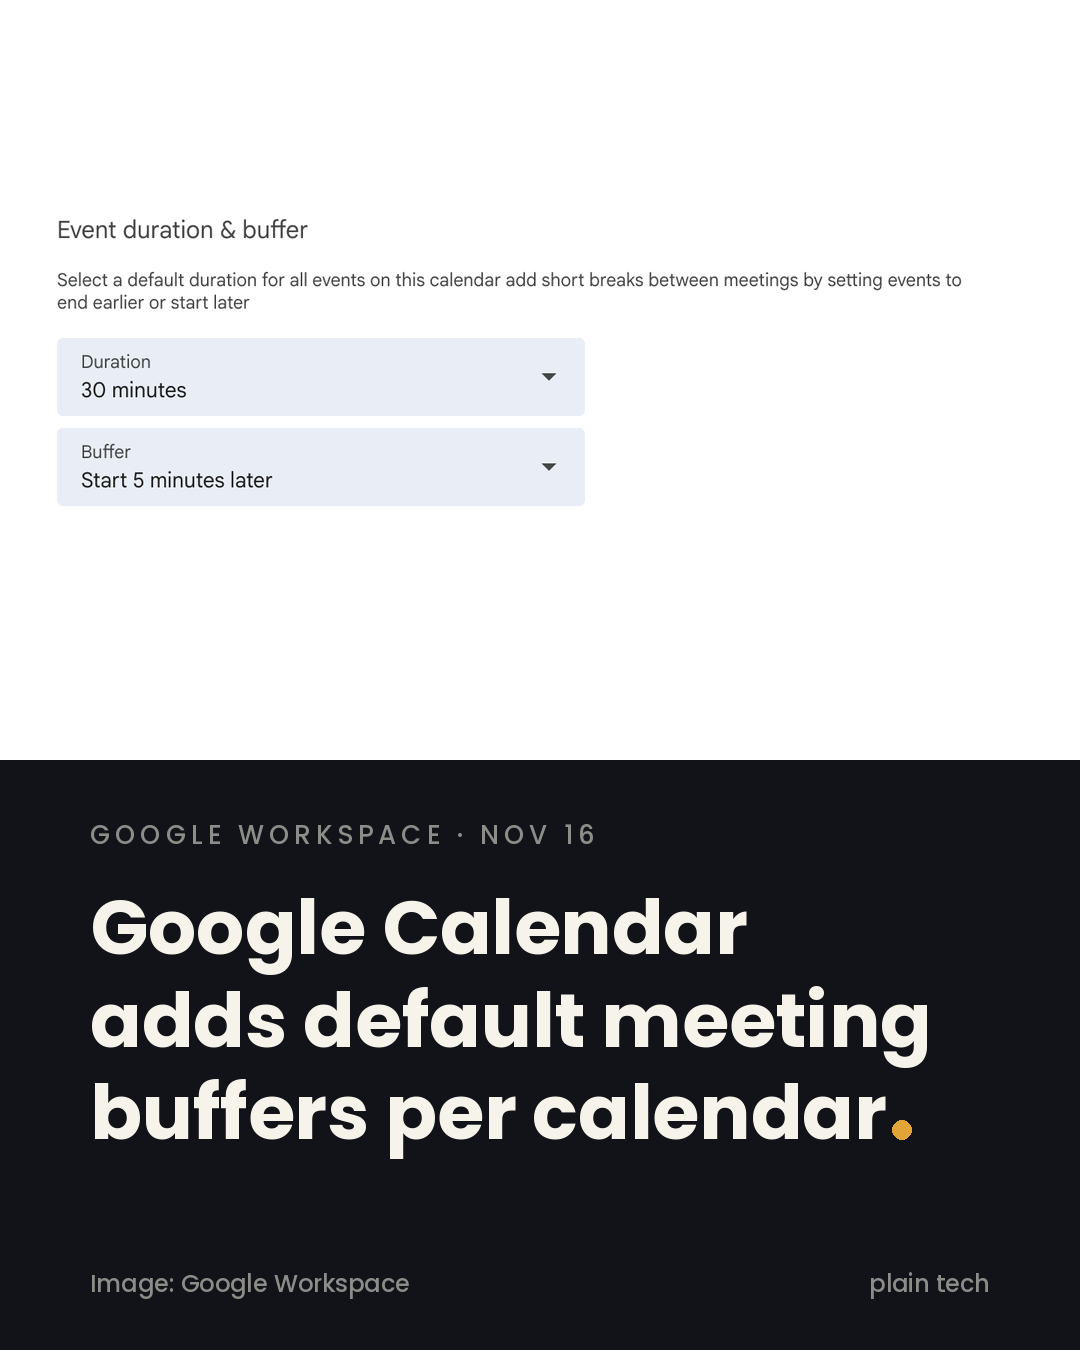 Event duration & buffer
Select a default duration for all events on this calendar add short breaks between meetings by setting events to
end earlier or start later
Duration
30 minutes
Buffer
Start 5 minutes later
GOOGLE WORKSPACE · NOV 16
Google Calendar
adds default meeting
buffers per calendar.
Image: Google Workspace
plain tech